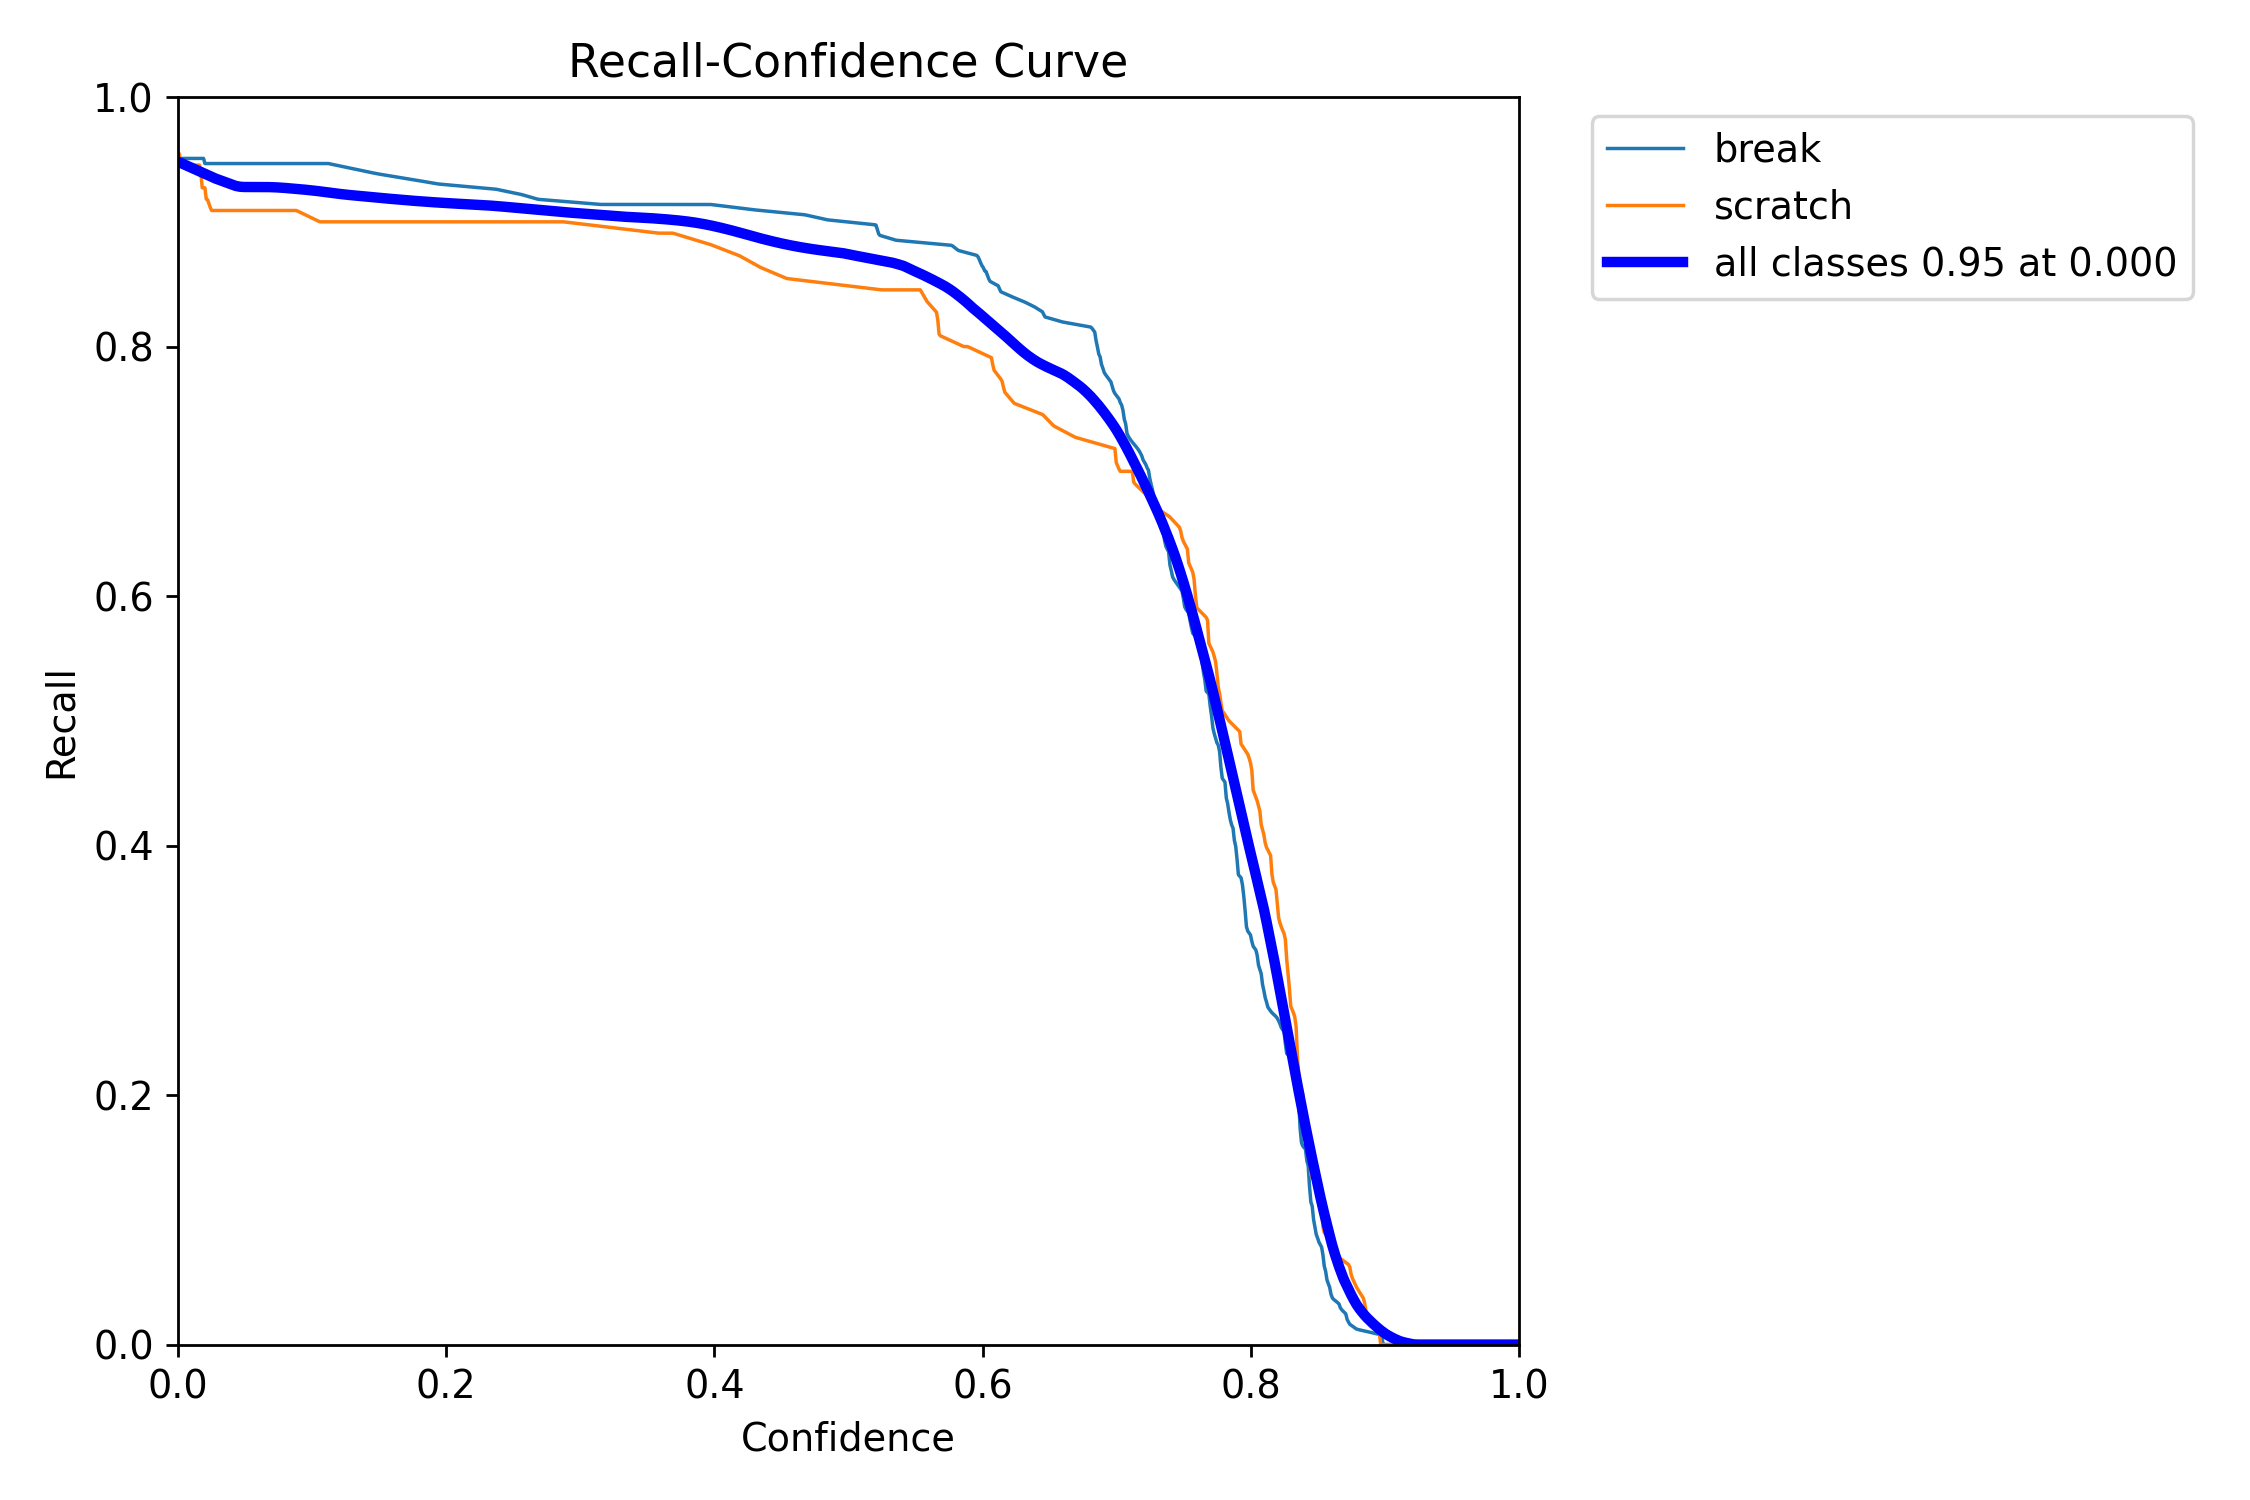 Recall-Confidence Curve
1.0
0.8
0.6
0.4
0.2
0.0
Recall
0.0 0.2 0.4 0.6 0.8 1.0
Confidence
break
scratch
all classes 0.95 at 0.000